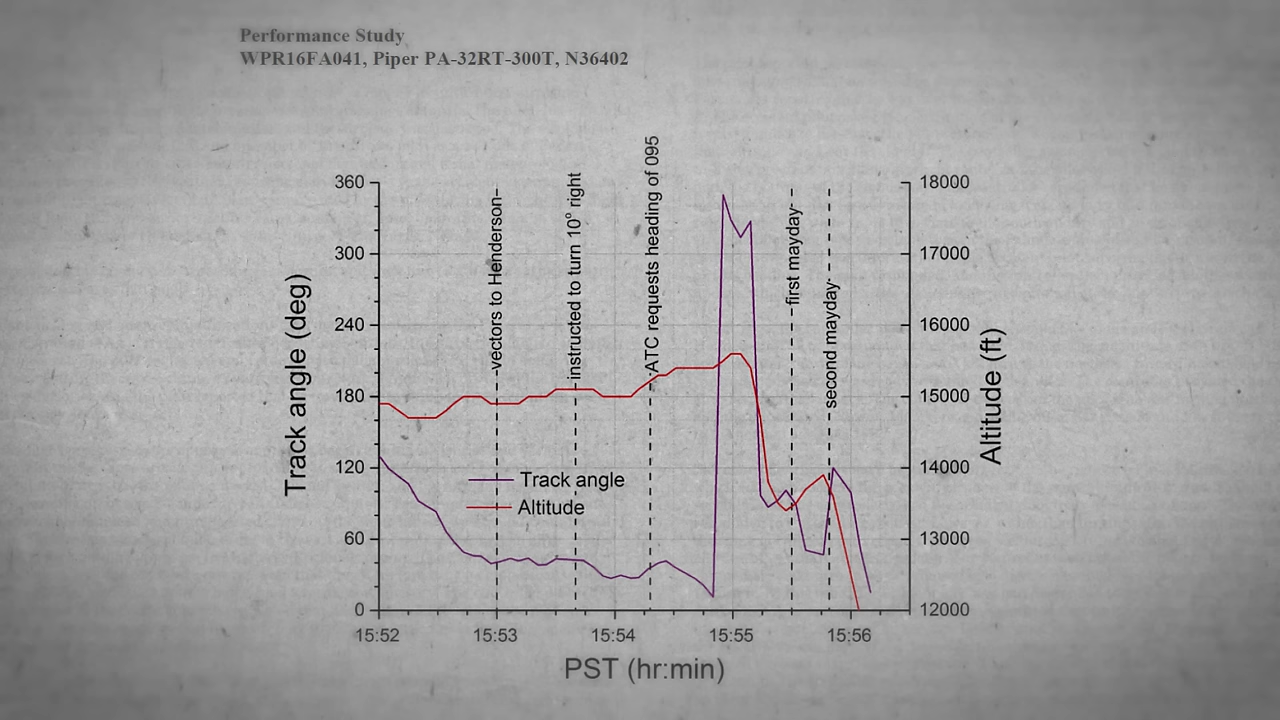 Performance Study
WPR16FA041, Piper PA-32RT-300T, N36402
Track angle (deg)
360
300
240
180
120
60
0
vectors to Henderson
instructed to turn 10° right
ATC requests heading of 095
first mayday
second mayday
Track angle
Altitude
18000
17000
16000
15000
14000
13000
12000
Altitude (ft)
15:52
15:53
15:54
15:55
15:56
PST (hr:min)